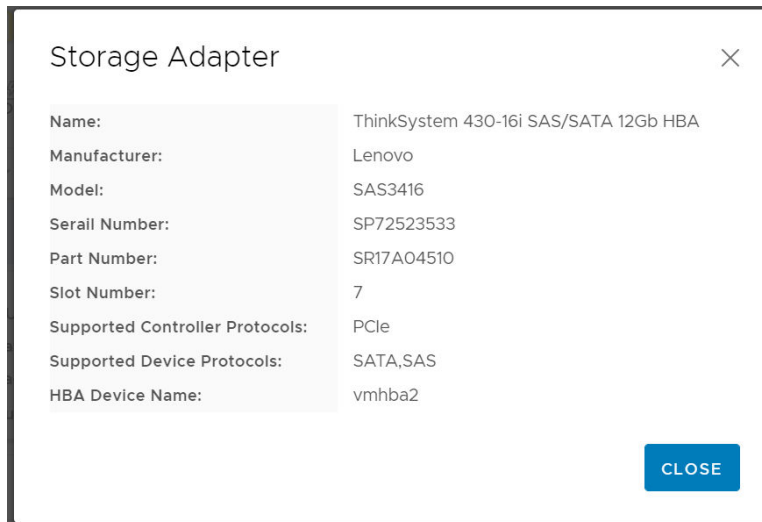 Storage Adapter
Name: ThinkSystem 430-16i SAS/SATA 12Gb HBA
Manufacturer: Lenovo
Model: SAS3416
Serail Number: SP72523533
Part Number: SR17A04510
Slot Number: 7
Supported Controller Protocols: PCIe
Supported Device Protocols: SATA,SAS
HBA Device Name: vmhba2
CLOSE